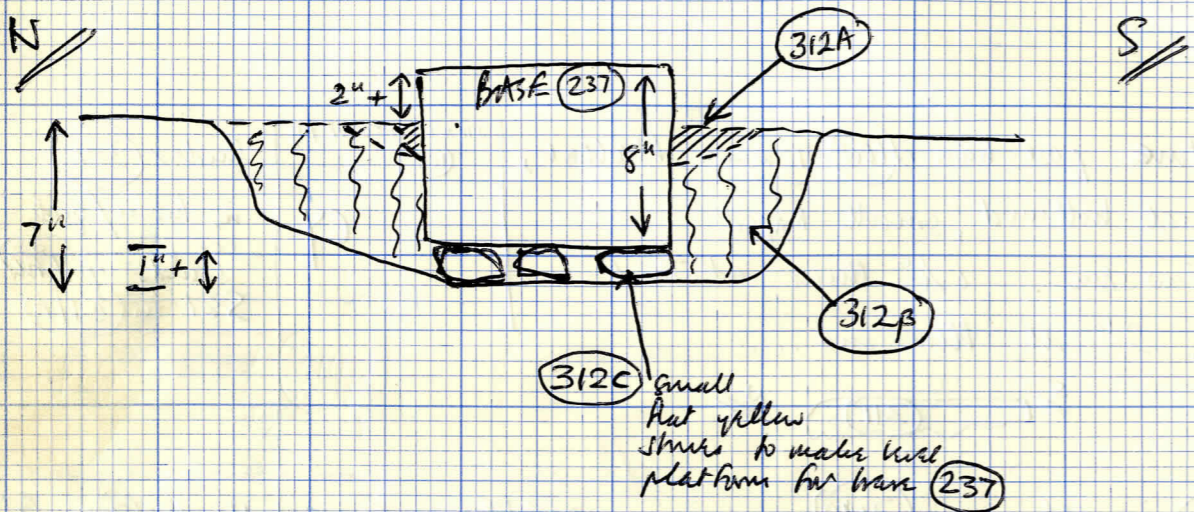 N
S
312A
2"+
BASE 237
8"
7"
1"+
312B
312C
small
flat yellow
stones to make level
platform for base 237